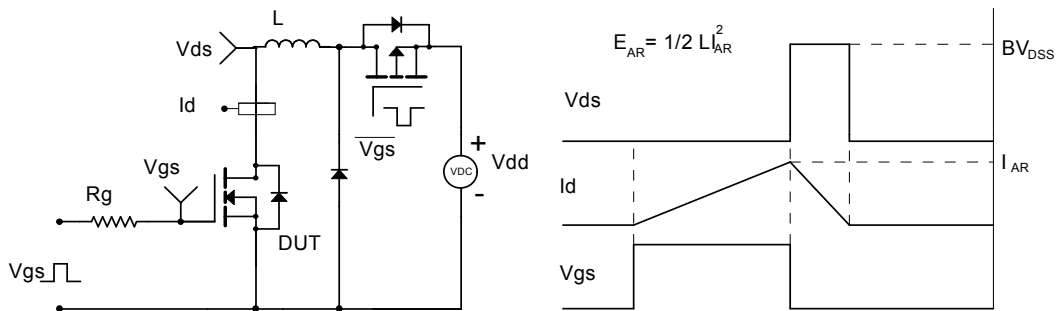 L
Vds
Id
Vgs
Rg
DUT
Vgs
Vgs
+
Vdd
-
VDC
E_AR = 1/2 LI²_AR
Vds
BV_DSS
Id
I_AR
Vgs